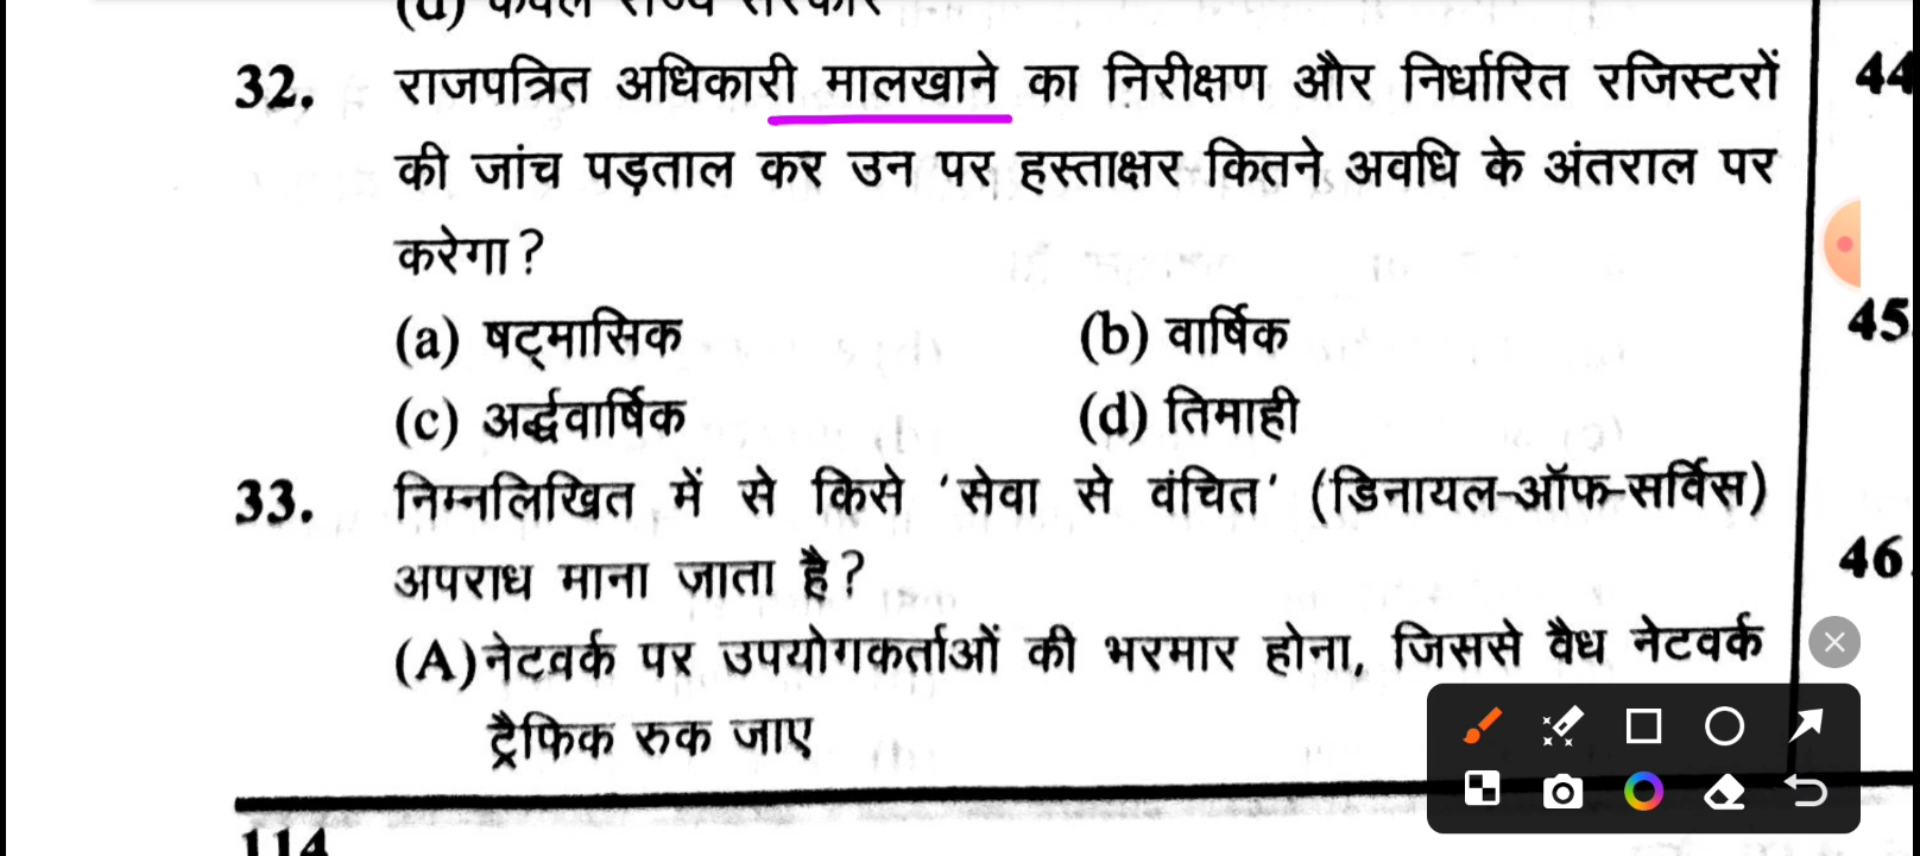 32. राजपत्रित अधिकारी मालखाने का निरीक्षण और निर्धारित रजिस्टरों
की जांच पड़ताल कर उन पर हस्ताक्षर कितने अवधि के अंतराल पर
करेगा?
(a) षट्मासिक (b) वार्षिक
(c) अर्द्धवार्षिक (d) तिमाही
33. निम्नलिखित में से किसे 'सेवा से वंचित' (डिनायल-ऑफ-सर्विस)
अपराध माना जाता है?
(A) नेटवर्क पर उपयोगकर्ताओं की भरमार होना, जिससे वैध नेटवर्क
ट्रैफिक रुक जाए
114
44
45
46